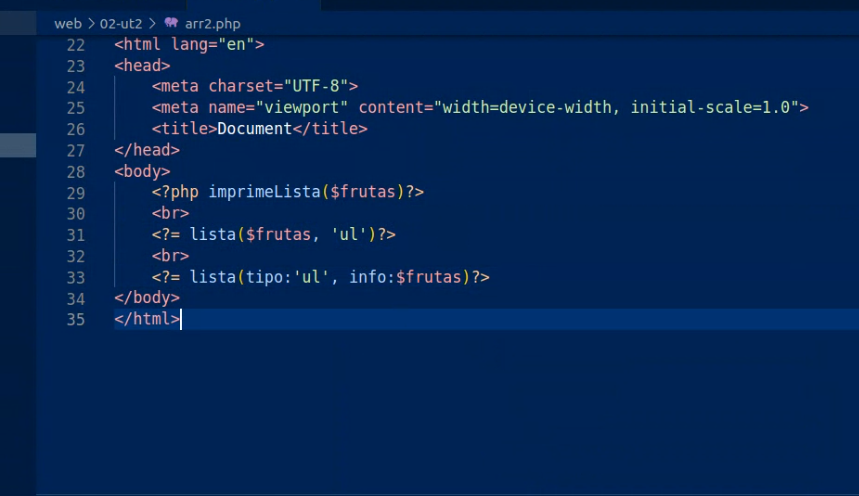 web > 02-ut2 > arr2.php
22 <html lang="en">
23 <head>
24 <meta charset="UTF-8">
25 <meta name="viewport" content="width=device-width, initial-scale=1.0">
26 <title>Document</title>
27 </head>
28 <body>
29 <?php imprimeLista($frutas)?>
30 <br>
31 <?= lista($frutas, 'ul')?>
32 <br>
33 <?= lista(tipo:'ul', info:$frutas)?>
34 </body>
35 </html>